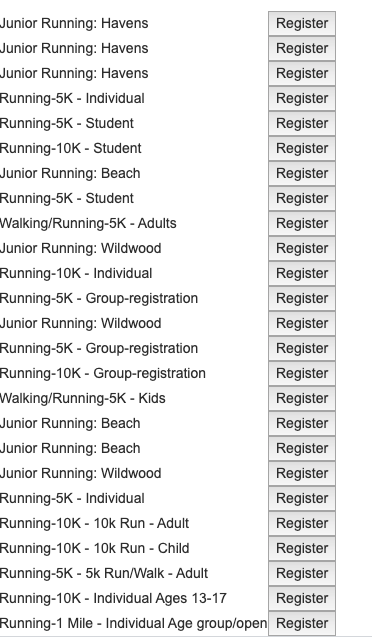 Junior Running: Havens Register
Junior Running: Havens Register
Junior Running: Havens Register
Running-5K - Individual Register
Running-5K - Student Register
Running-10K - Student Register
Junior Running: Beach Register
Running-5K - Student Register
Walking/Running-5K - Adults Register
Junior Running: Wildwood Register
Running-10K - Individual Register
Running-5K - Group-registration Register
Junior Running: Wildwood Register
Running-5K - Group-registration Register
Running-10K - Group-registration Register
Walking/Running-5K - Kids Register
Junior Running: Beach Register
Junior Running: Beach Register
Junior Running: Wildwood Register
Running-5K - Individual Register
Running-10K - 10k Run - Adult Register
Running-10K - 10k Run - Child Register
Running-5K - 5k Run/Walk - Adult Register
Running-10K - Individual Ages 13-17 Register
Running-1 Mile - Individual Age group/open Register